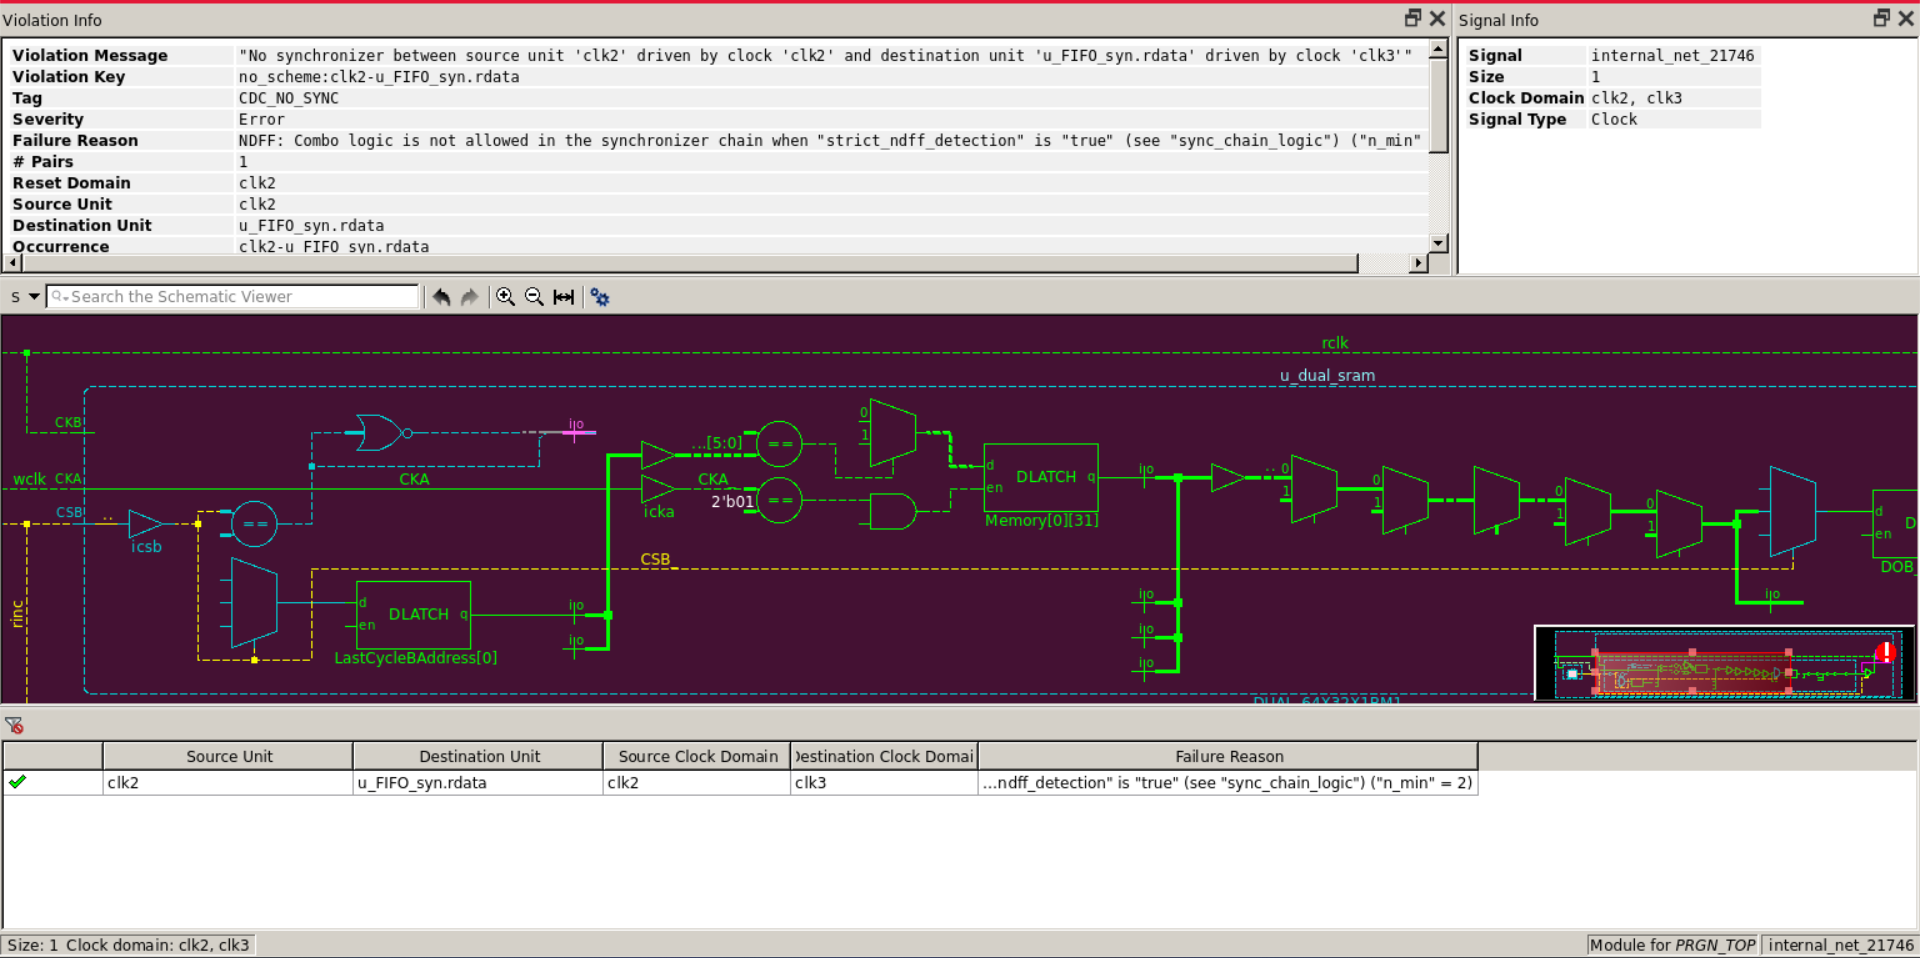 Violation Info
Violation Message "No synchronizer between source unit 'clk2' driven by clock 'clk2' and destination unit 'u_FIFO_syn.rdata' driven by clock 'clk3'"
Violation Key no_scheme:clk2-u_FIFO_syn.rdata
Tag CDC_NO_SYNC
Severity Error
Failure Reason NDFF: Combo logic is not allowed in the synchronizer chain when "strict_ndff_detection" is "true" (see "sync_chain_logic") ("n_min"
# Pairs 1
Reset Domain clk2
Source Unit clk2
Destination Unit u_FIFO_syn.rdata
Occurrence clk2-u_FIFO_syn.rdata
Signal Info
Signal internal_net_21746
Size 1
Clock Domain clk2, clk3
Signal Type Clock
S Search the Schematic Viewer
rclk
u_dual_sram
CKB
0
1
i|o
...[5:0]
==
wclk CKA
CKA
CKA
2'b01
==
icka
d
en
DLATCH
q
Memory[0][31]
i|o
.. 0
1
0
1
0
1
0
1
d
en
D
DOB_
CSB
..
icsb
==
CSB_
rinc
d
en
DLATCH
q
LastCycleBAddress[0]
i|o
i|o
i|o
i|o
i|o
i|o
DUAL_64X32X1BM1
Source Unit Destination Unit Source Clock Domain Destination Clock Domai Failure Reason
clk2 u_FIFO_syn.rdata clk2 clk3 ...ndff_detection" is "true" (see "sync_chain_logic") ("n_min" = 2)
Size: 1 Clock domain: clk2, clk3
Module for PRGN_TOP internal_net_21746